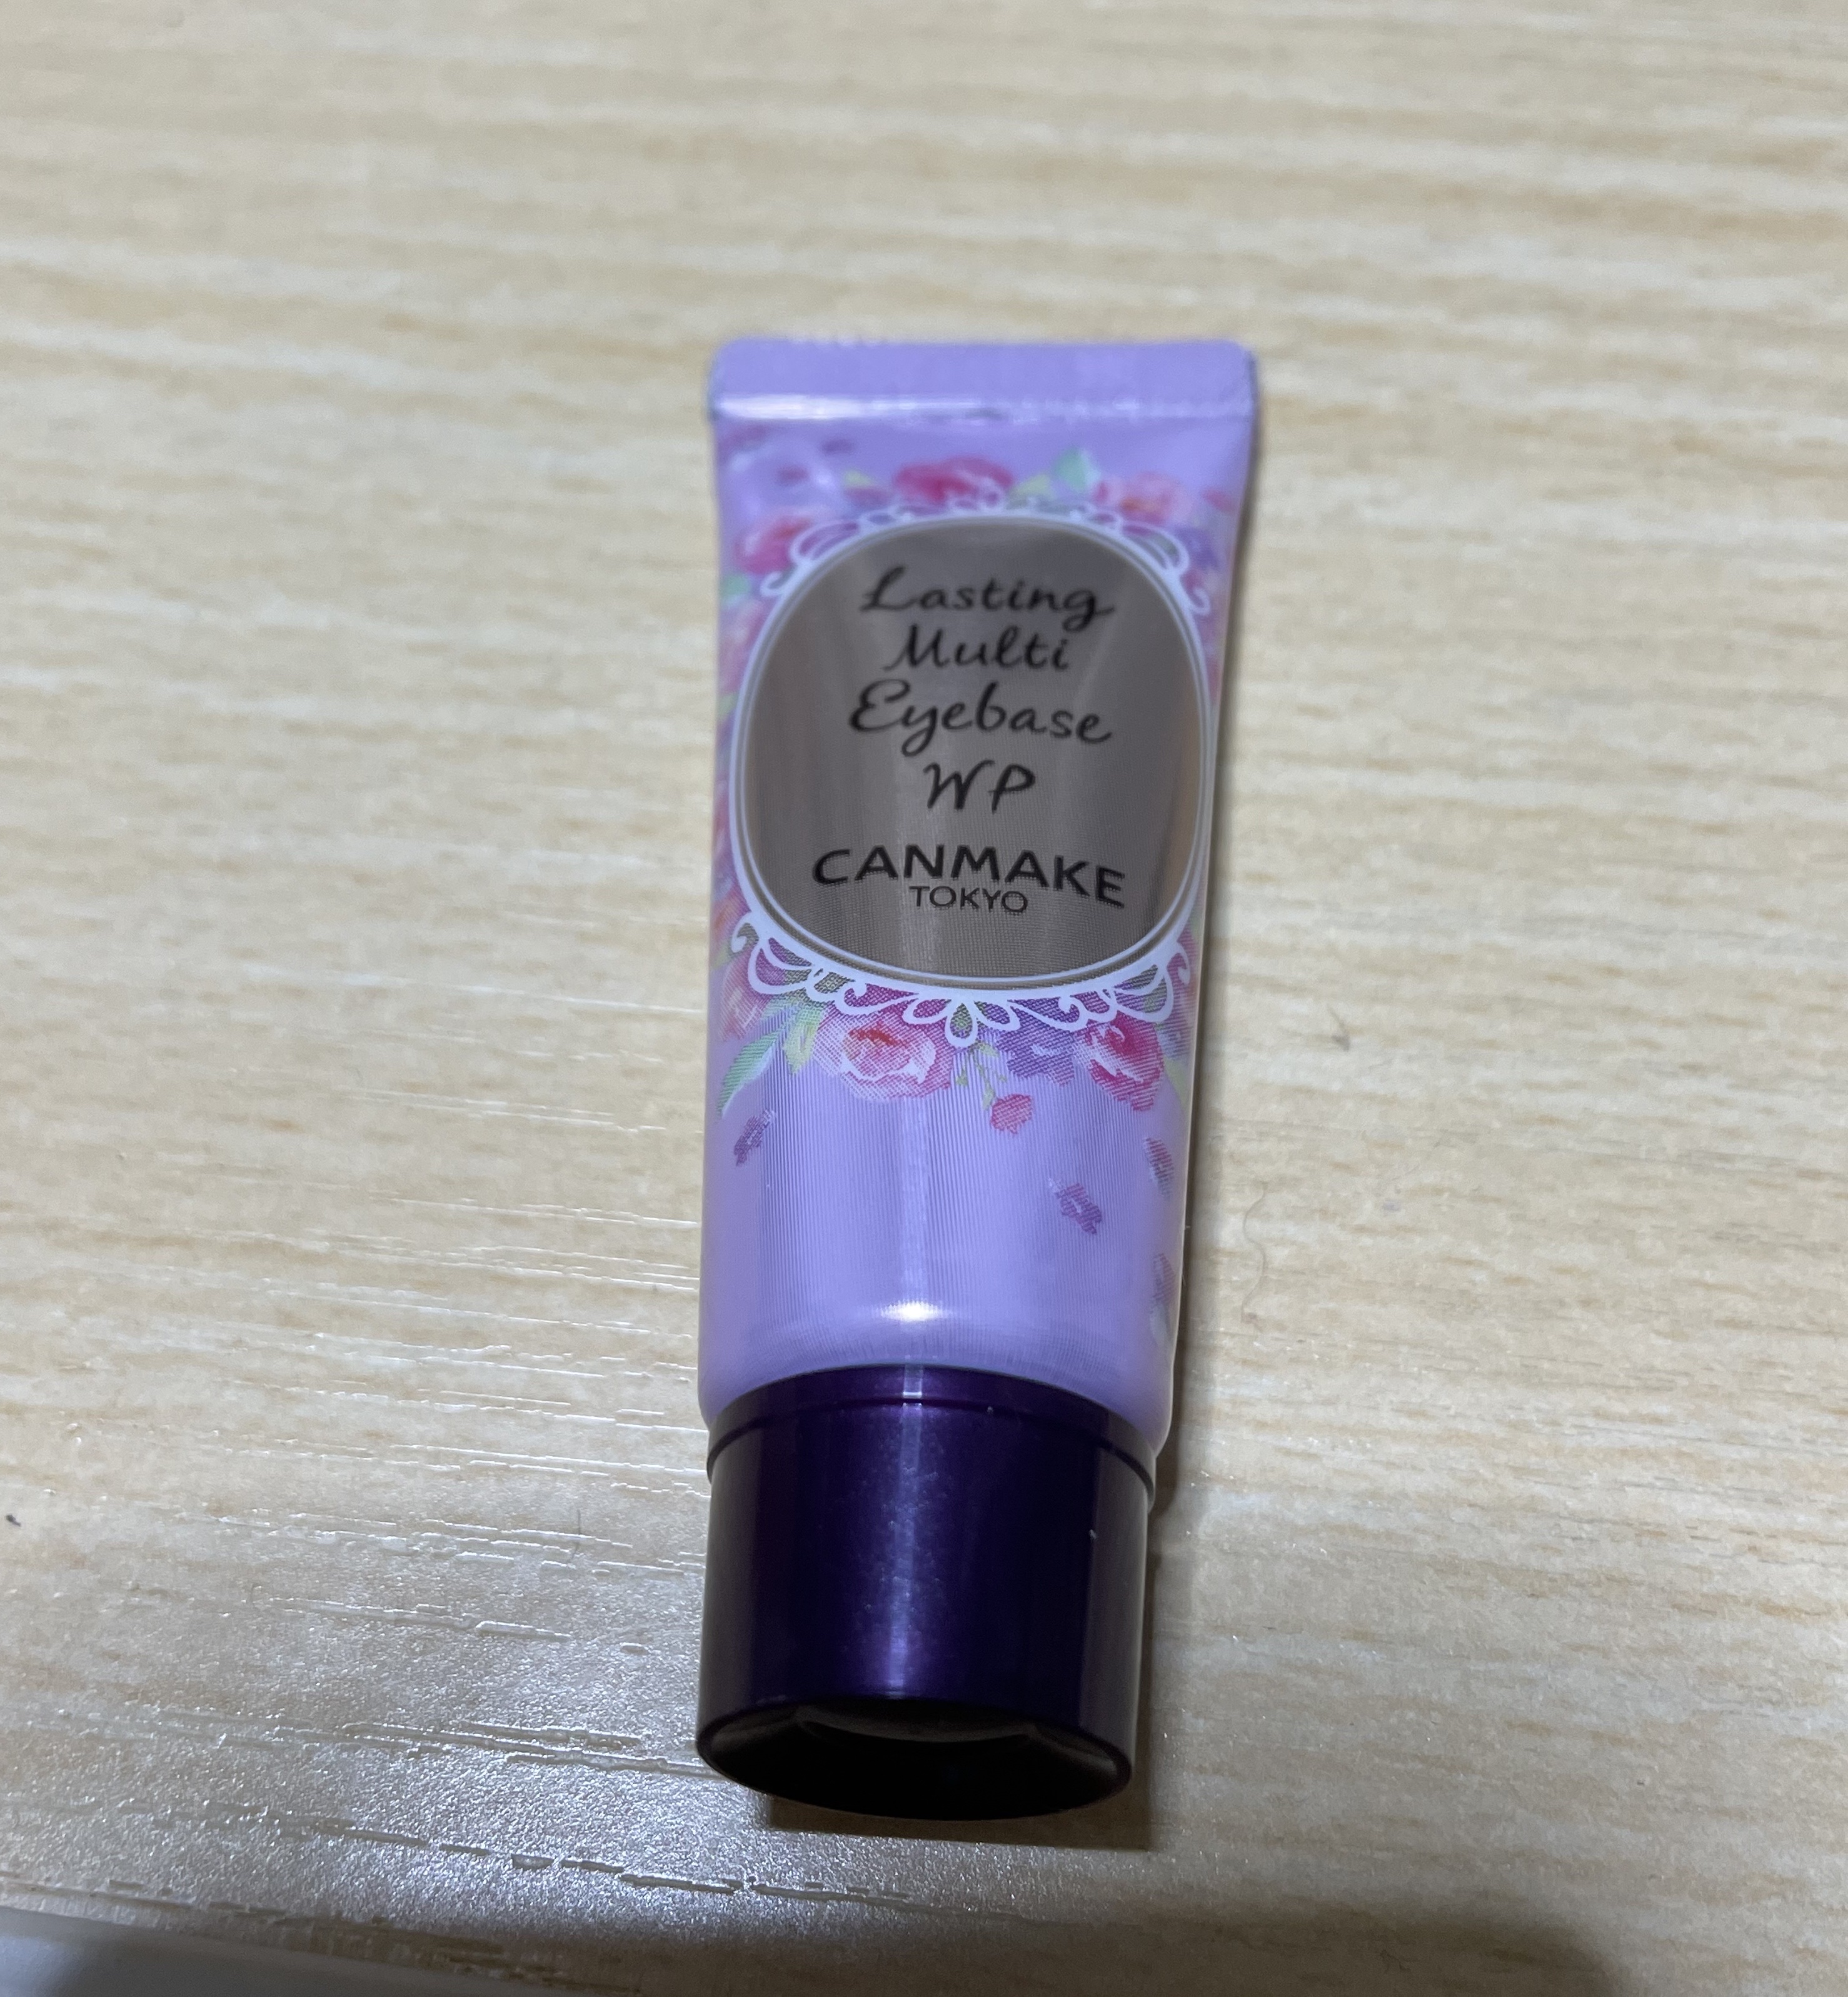 Lasting
Multi
Eyebase
WP
CANMAKE
TOKYO